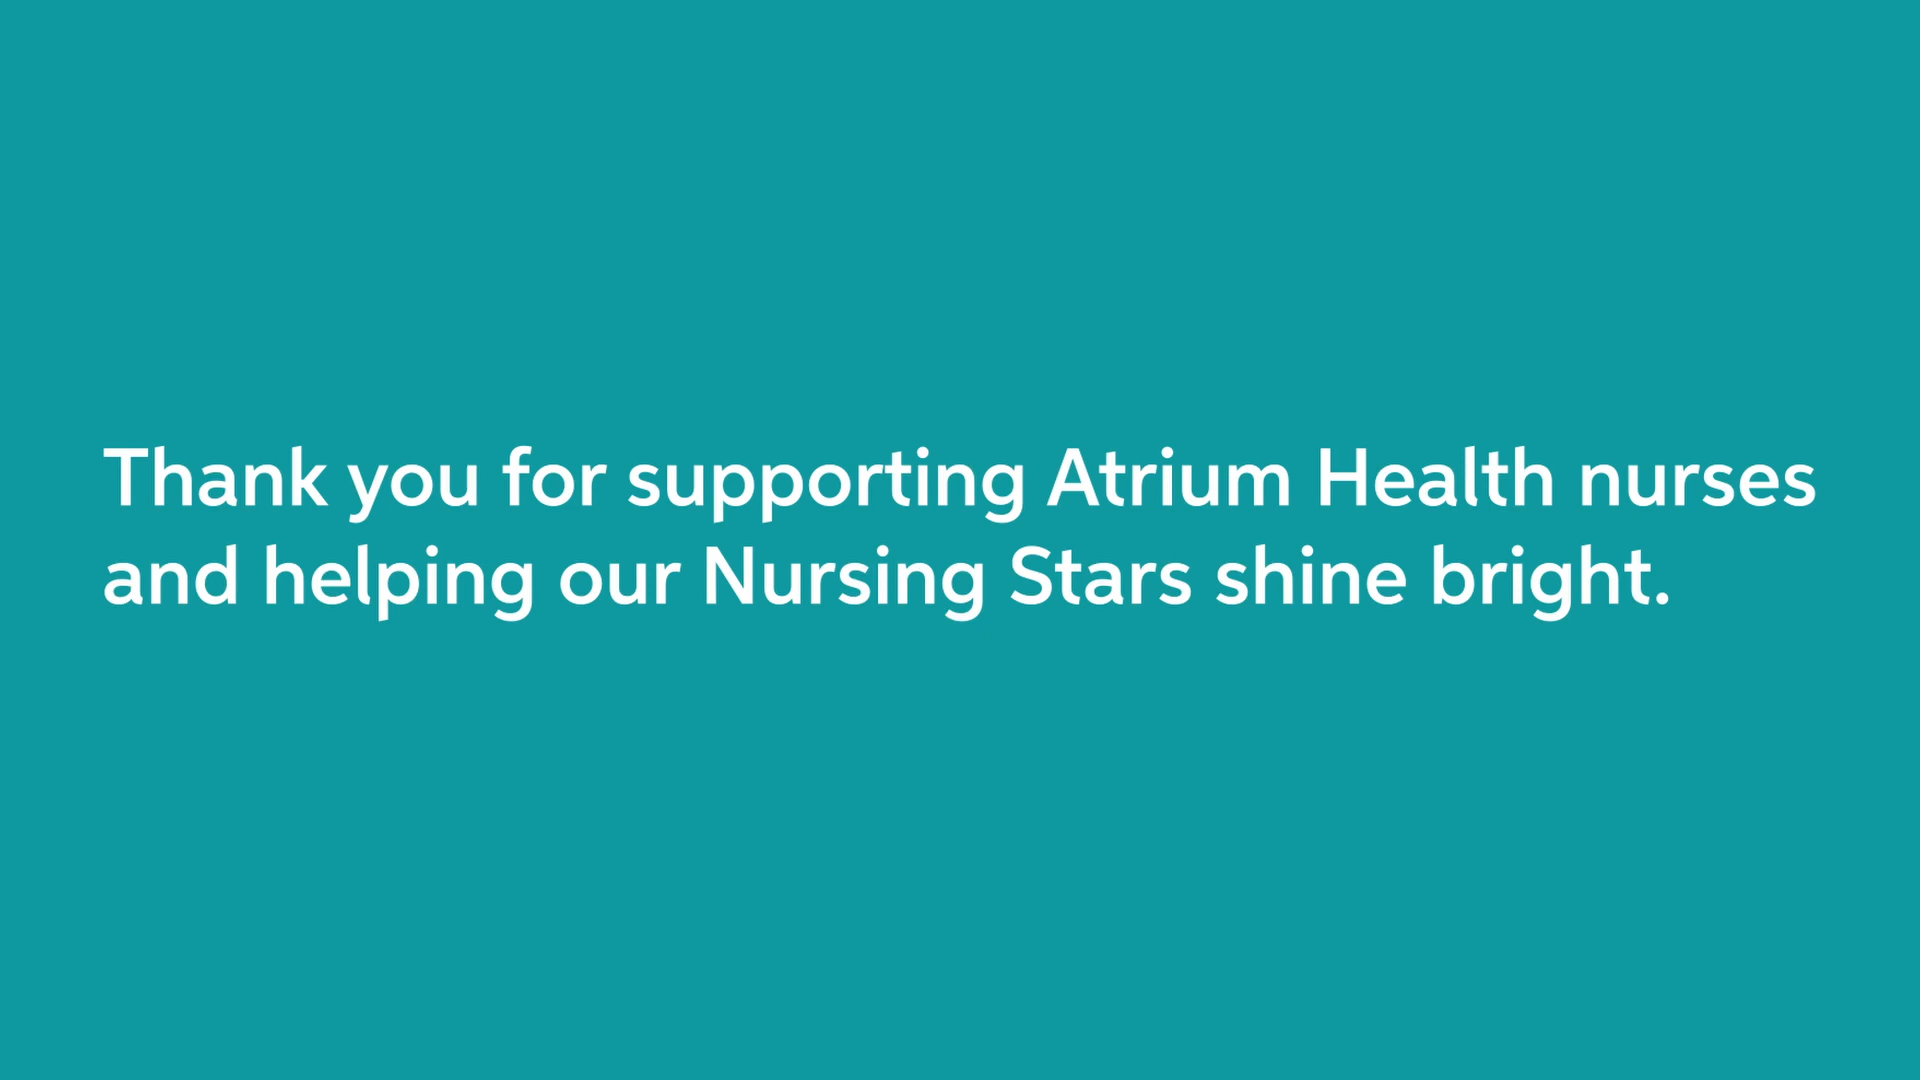 Thank you for supporting Atrium Health nurses
and helping our Nursing Stars shine bright.